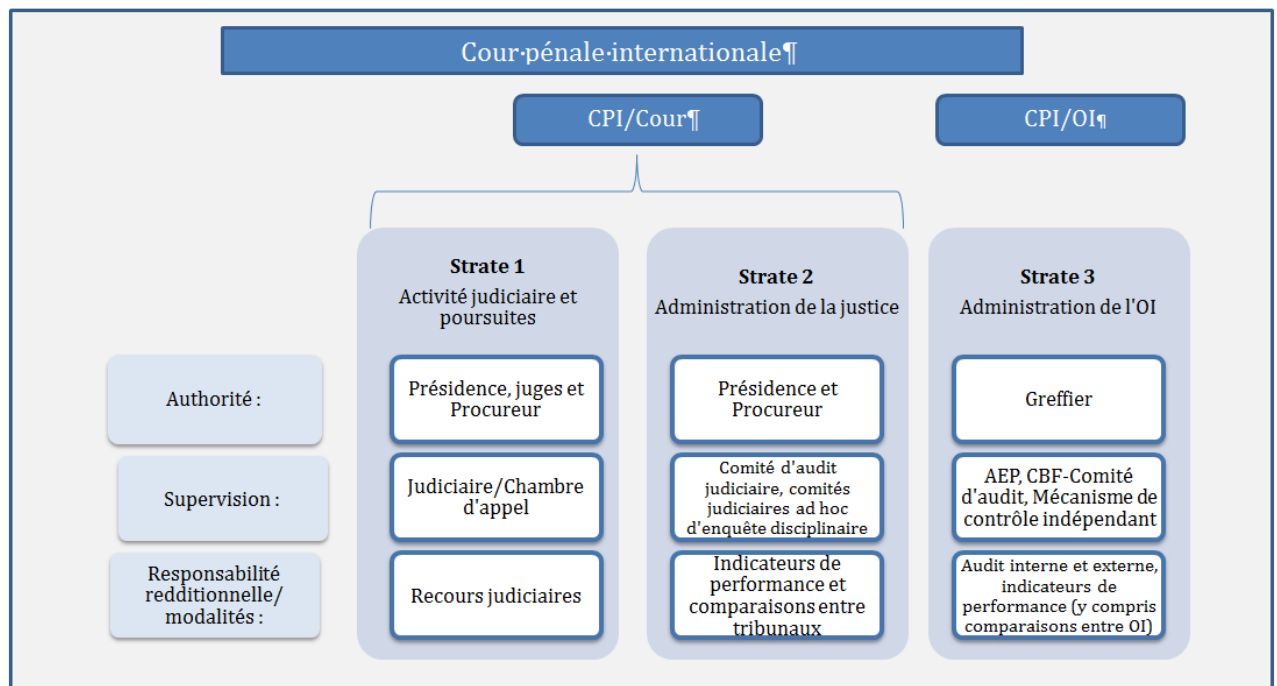 Cour·pénale·internationale¶
CPI/Cour¶
CPI/OI¶
Strate 1
Activité judiciaire et
poursuites
Strate 2
Administration de la justice
Strate 3
Administration de l'OI
Authorité :
Présidence, juges et
Procureur
Présidence et
Procureur
Greffier
Supervision :
Judiciaire/Chambre
d'appel
Comité d'audit
judiciaire, comités
judiciaires ad hoc
d'enquête disciplinaire
AEP, CBF-Comité
d'audit, Mécanisme de
contrôle indépendant
Responsabilité
redditionnelle/
modalités :
Recours judiciaires
Indicateurs de
performance et
comparaisons entre
tribunaux
Audit interne et externe,
indicateurs de
performance (y compris
comparaisons entre OI)